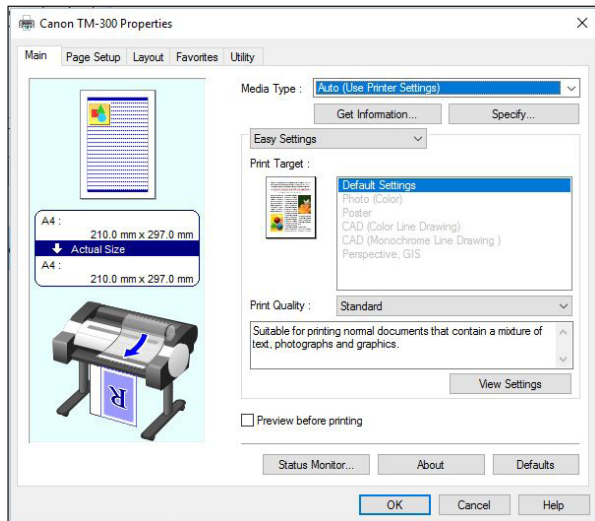 Canon TM-300 Properties
Main Page Setup Layout Favorites Utility
Media Type : Auto (Use Printer Settings)
Get Information... Specify...
Easy Settings
Print Target :
Default Settings
Photo (Color)
Poster
CAD (Color Line Drawing)
CAD (Monochrome Line Drawing )
Perspective, GIS
A4 :
210.0 mm x 297.0 mm
Actual Size
A4 :
210.0 mm x 297.0 mm
R
Print Quality : Standard
Suitable for printing normal documents that contain a mixture of
text, photographs and graphics.
View Settings
Preview before printing
Status Monitor... About Defaults
OK Cancel Help